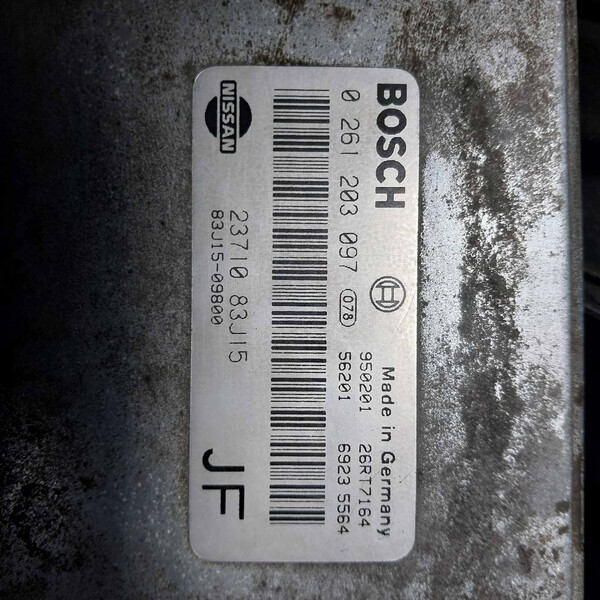 BOSCH
Made in Germany
0 261 203 097 078 950201 26RT7164
56201 6923 5564
NISSAN
23710 83J15
83J15-09800
JF